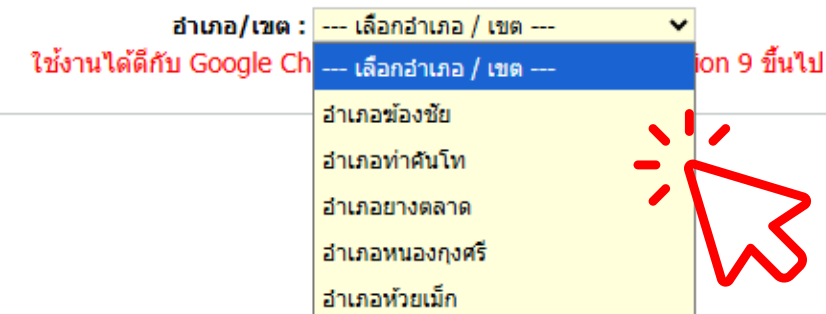 อำเภอ/เขต : --- เลือกอำเภอ / เขต ---
ใช้งานได้ดีกับ Google Ch ion 9 ขึ้นไป
--- เลือกอำเภอ / เขต ---
อำเภอฆ้องชัย
อำเภอท่าคันโท
อำเภอยางตลาด
อำเภอหนองกุงศรี
อำเภอห้วยเม็ก